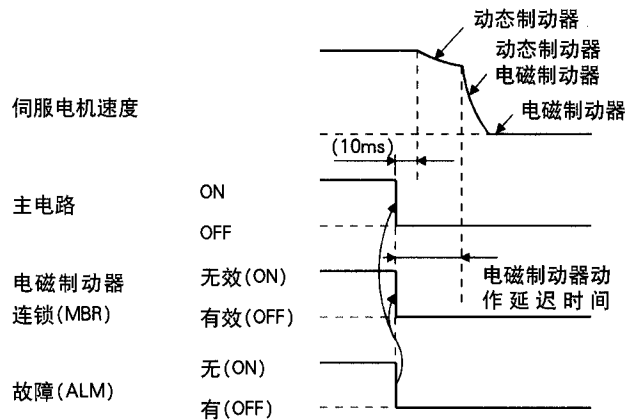 动态制动器
动态制动器
电磁制动器
电磁制动器
伺服电机速度
(10ms)
主电路
ON
OFF
电磁制动器
连锁(MBR)
无效(ON)
有效(OFF)
电磁制动器动
作延迟时间
故障(ALM)
无(ON)
有(OFF)